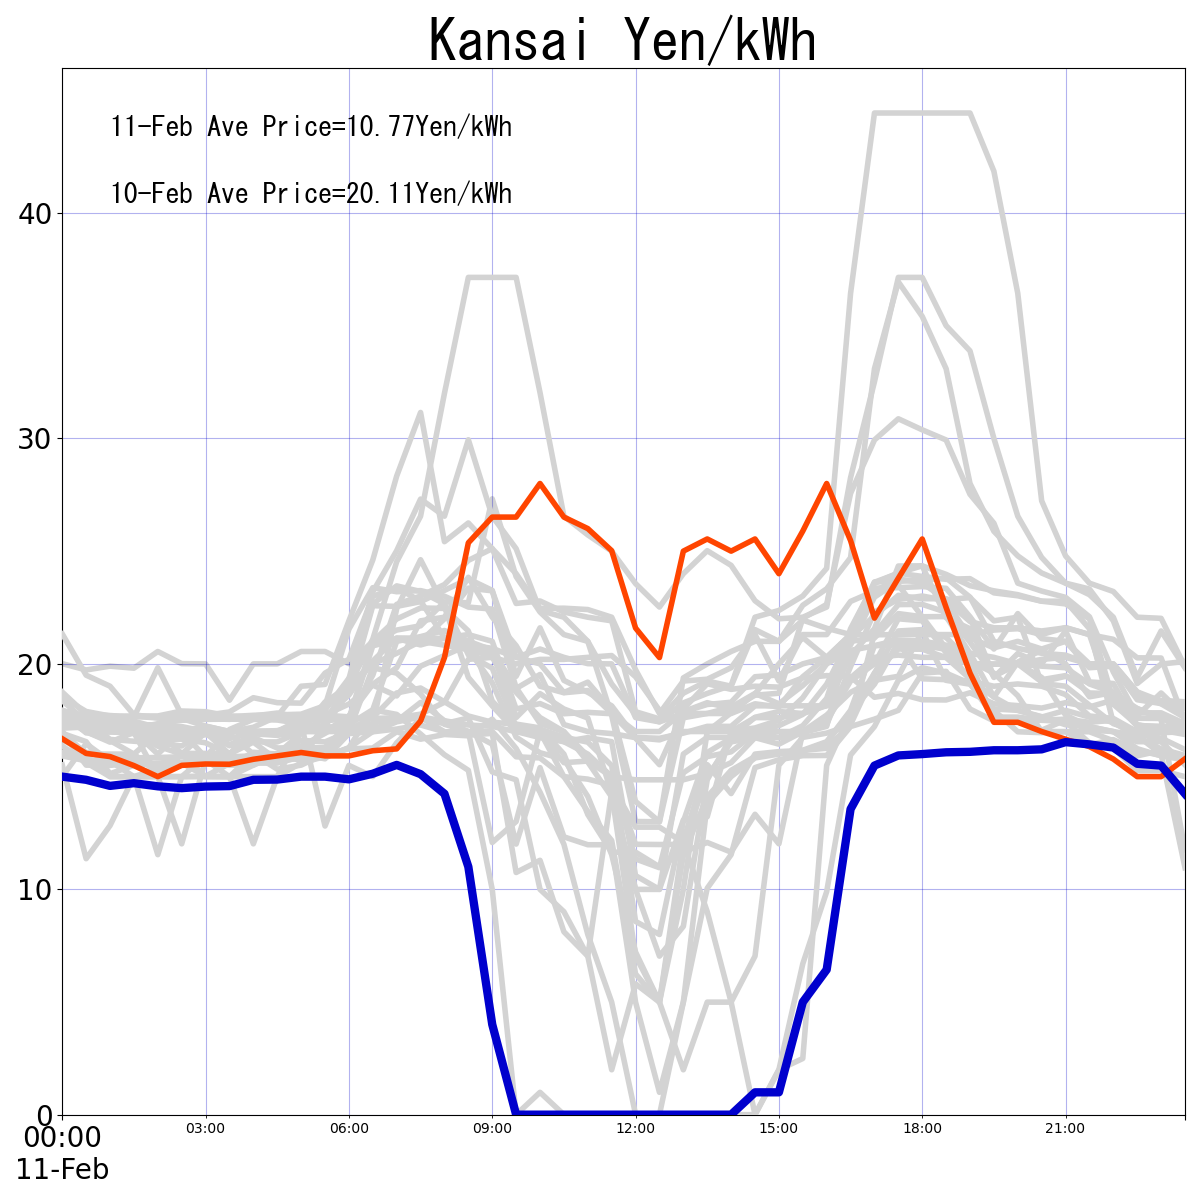 Kansai Yen/kWh
11-Feb Ave Price=10.77Yen/kWh
10-Feb Ave Price=20.11Yen/kWh
40
30
20
10
0
00:00 03:00 06:00 09:00 12:00 15:00 18:00 21:00
11-Feb